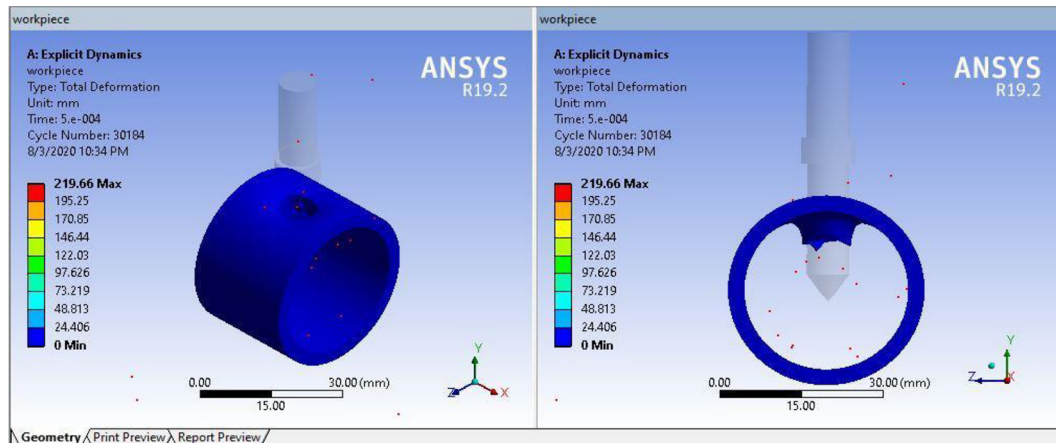 workpiece
A: Explicit Dynamics
workpiece
Type: Total Deformation
Unit: mm
Time: 5.e-004
Cycle Number: 30184
8/3/2020 10:34 PM
ANSYS
R19.2
219.66 Max
195.25
170.85
146.44
122.03
97.626
73.219
48.813
24.406
0 Min
0.00
30.00 (mm)
15.00
Y
Z
X
workpiece
A: Explicit Dynamics
workpiece
Type: Total Deformation
Unit: mm
Time: 5.e-004
Cycle Number: 30184
8/3/2020 10:34 PM
ANSYS
R19.2
219.66 Max
195.25
170.85
146.44
122.03
97.626
73.219
48.813
24.406
0 Min
0.00
30.00 (mm)
15.00
Y
Z
X
Geometry / Print Preview / Report Preview /